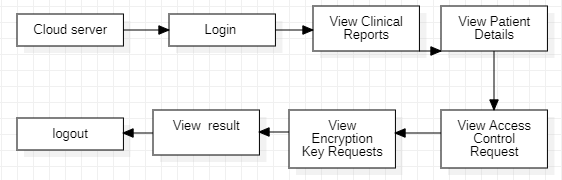 Cloud server
Login
View Clinical
Reports
View Patient
Details
View Access
Control
Request
View
Encryption
Key Requests
View result
logout